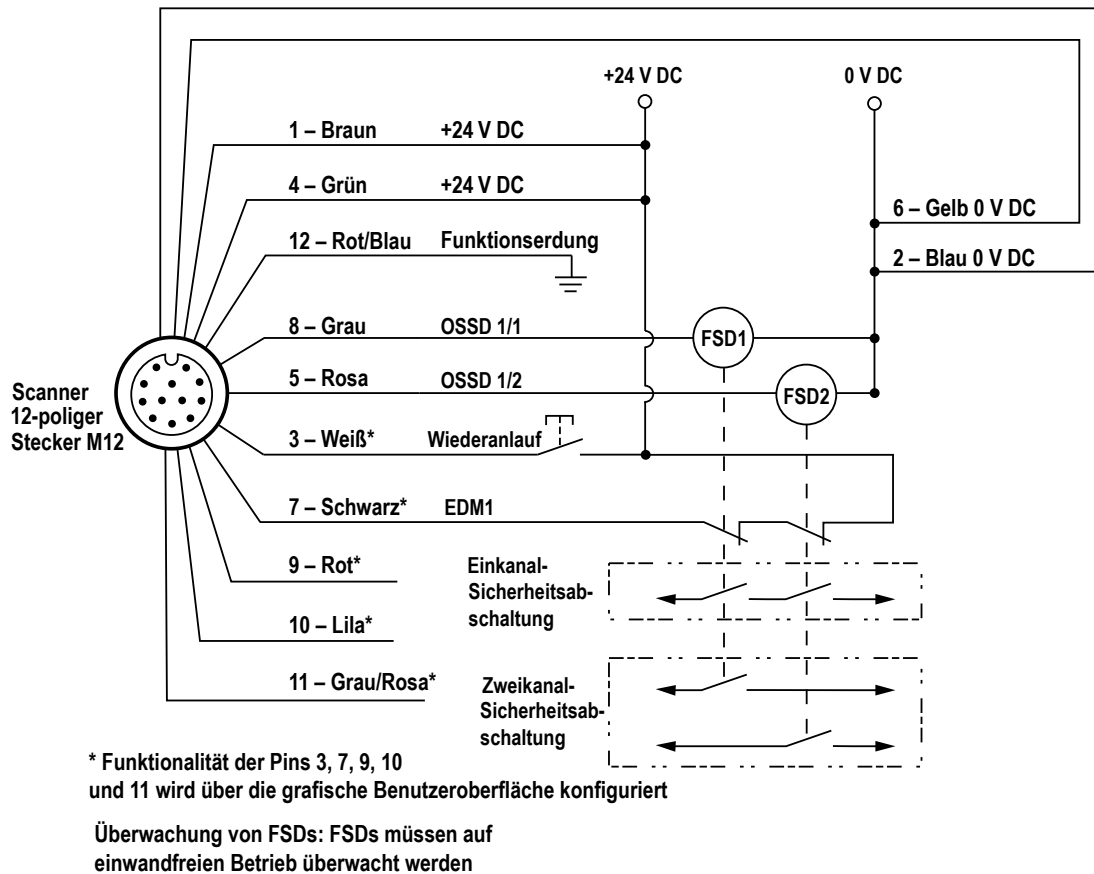 +24 V DC
0 V DC
1 – Braun +24 V DC
4 – Grün +24 V DC
6 – Gelb 0 V DC
12 – Rot/Blau Funktionserdung
2 – Blau 0 V DC
8 – Grau OSSD 1/1
FSD1
5 – Rosa OSSD 1/2
FSD2
Scanner
12-poliger
Stecker M12
3 – Weiß* Wiederanlauf
7 – Schwarz* EDM1
9 – Rot*
Einkanal-
Sicherheitsab-
schaltung
10 – Lila*
11 – Grau/Rosa*
Zweikanal-
Sicherheitsab-
schaltung
* Funktionalität der Pins 3, 7, 9, 10
und 11 wird über die grafische Benutzeroberfläche konfiguriert
Überwachung von FSDs: FSDs müssen auf
einwandfreien Betrieb überwacht werden